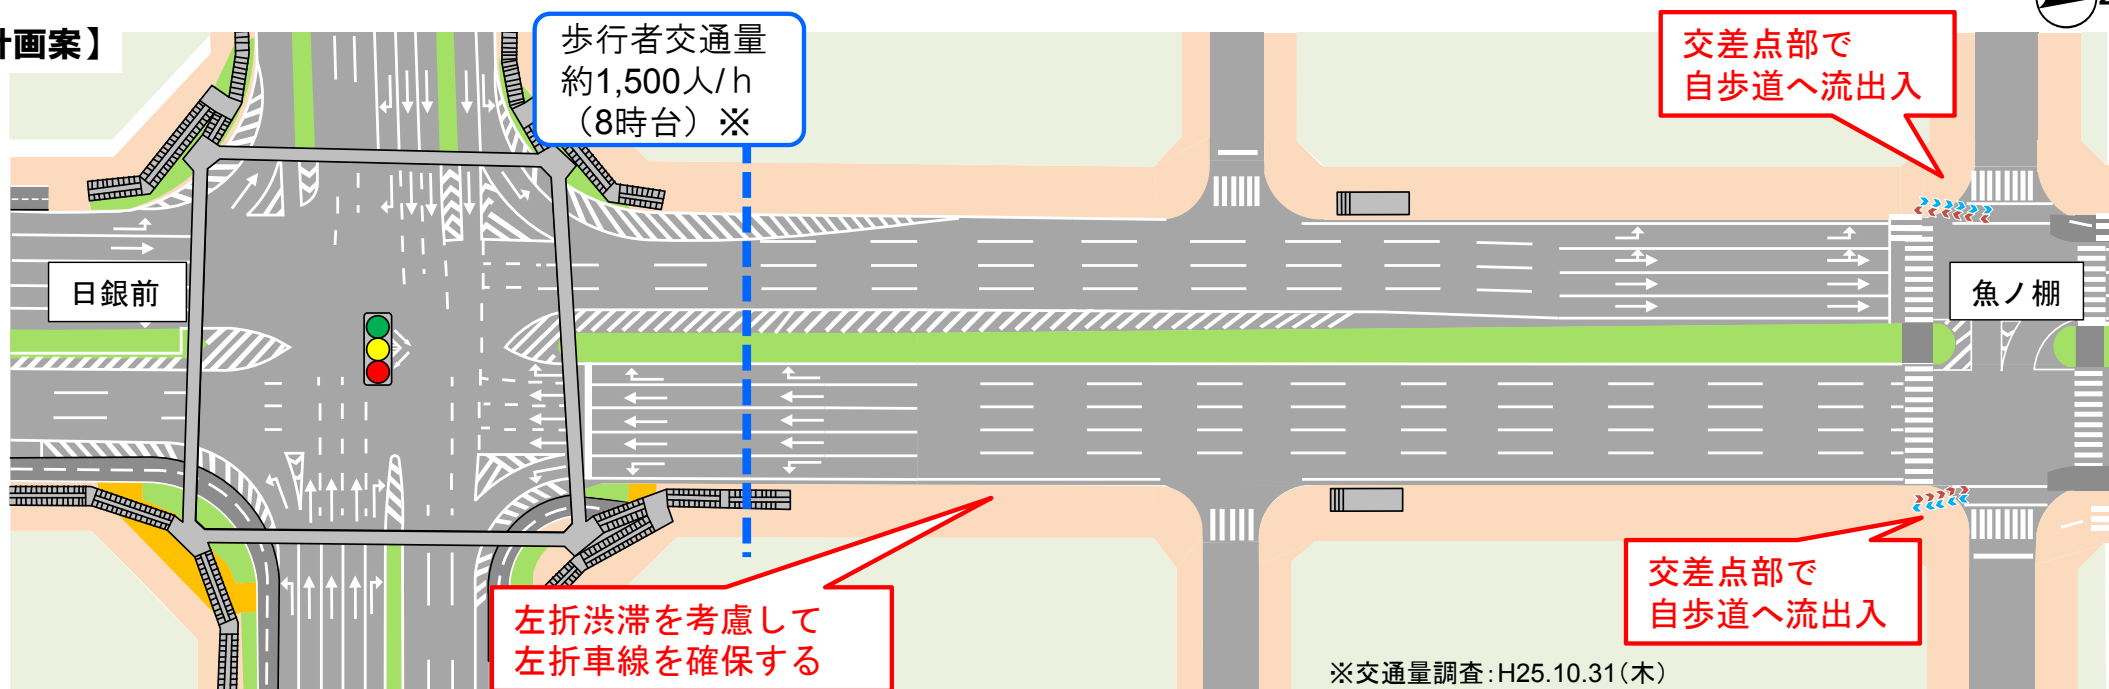 計画案】
歩行者交通量
約1,500人/h
（8時台）※
交差点部で
自歩道へ流出入
日銀前
魚ノ棚
交差点部で
自歩道へ流出入
左折渋滞を考慮して
左折車線を確保する
※交通量調査:H25.10.31(木)